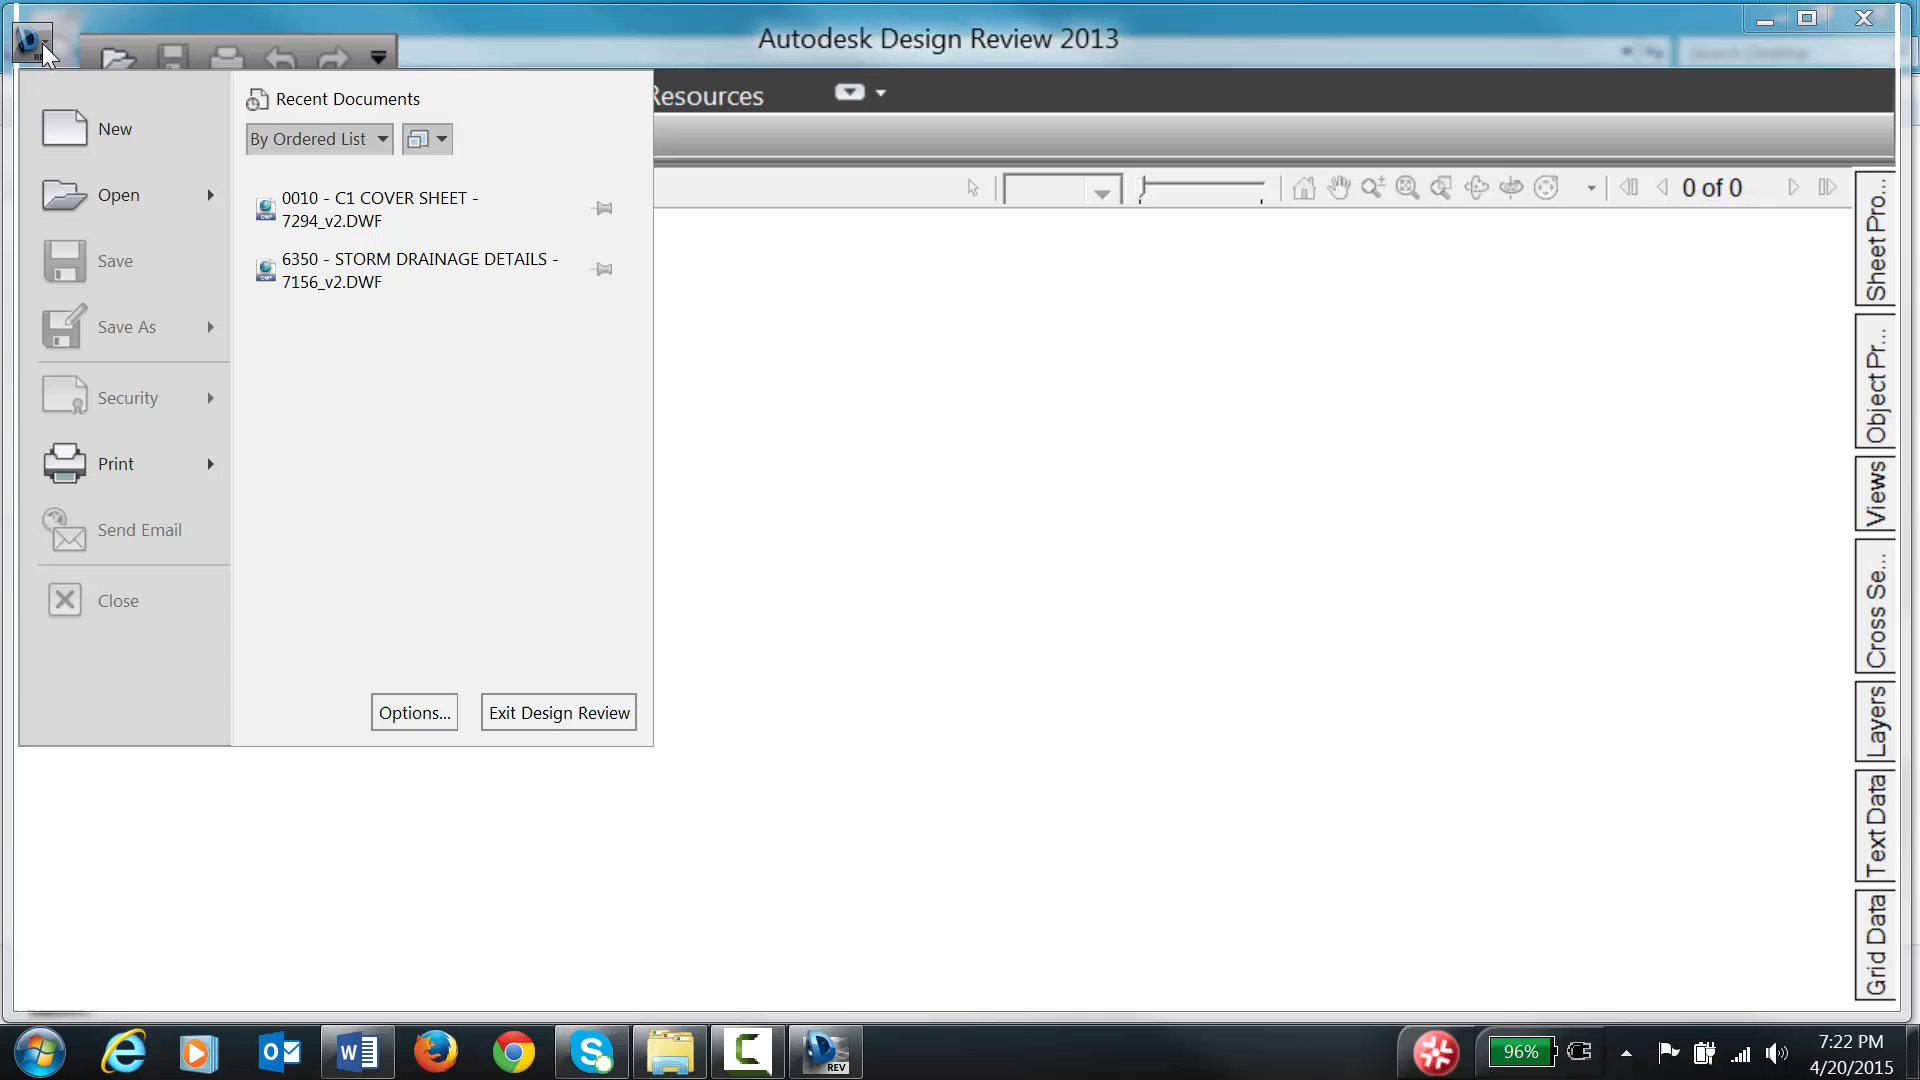 Autodesk Design Review 2013
Resources
New
Open
Save
Save As
Security
Print
Send Email
Close
Recent Documents
By Ordered List
0010 - C1 COVER SHEET -
7294_v2.DWF
6350 - STORM DRAINAGE DETAILS -
7156_v2.DWF
Options...
Exit Design Review
0 of 0
Sheet Pro...
Object Pr...
Views
Cross Se...
Layers
Text Data
Grid Data
REV
96%
7:22 PM
4/20/2015